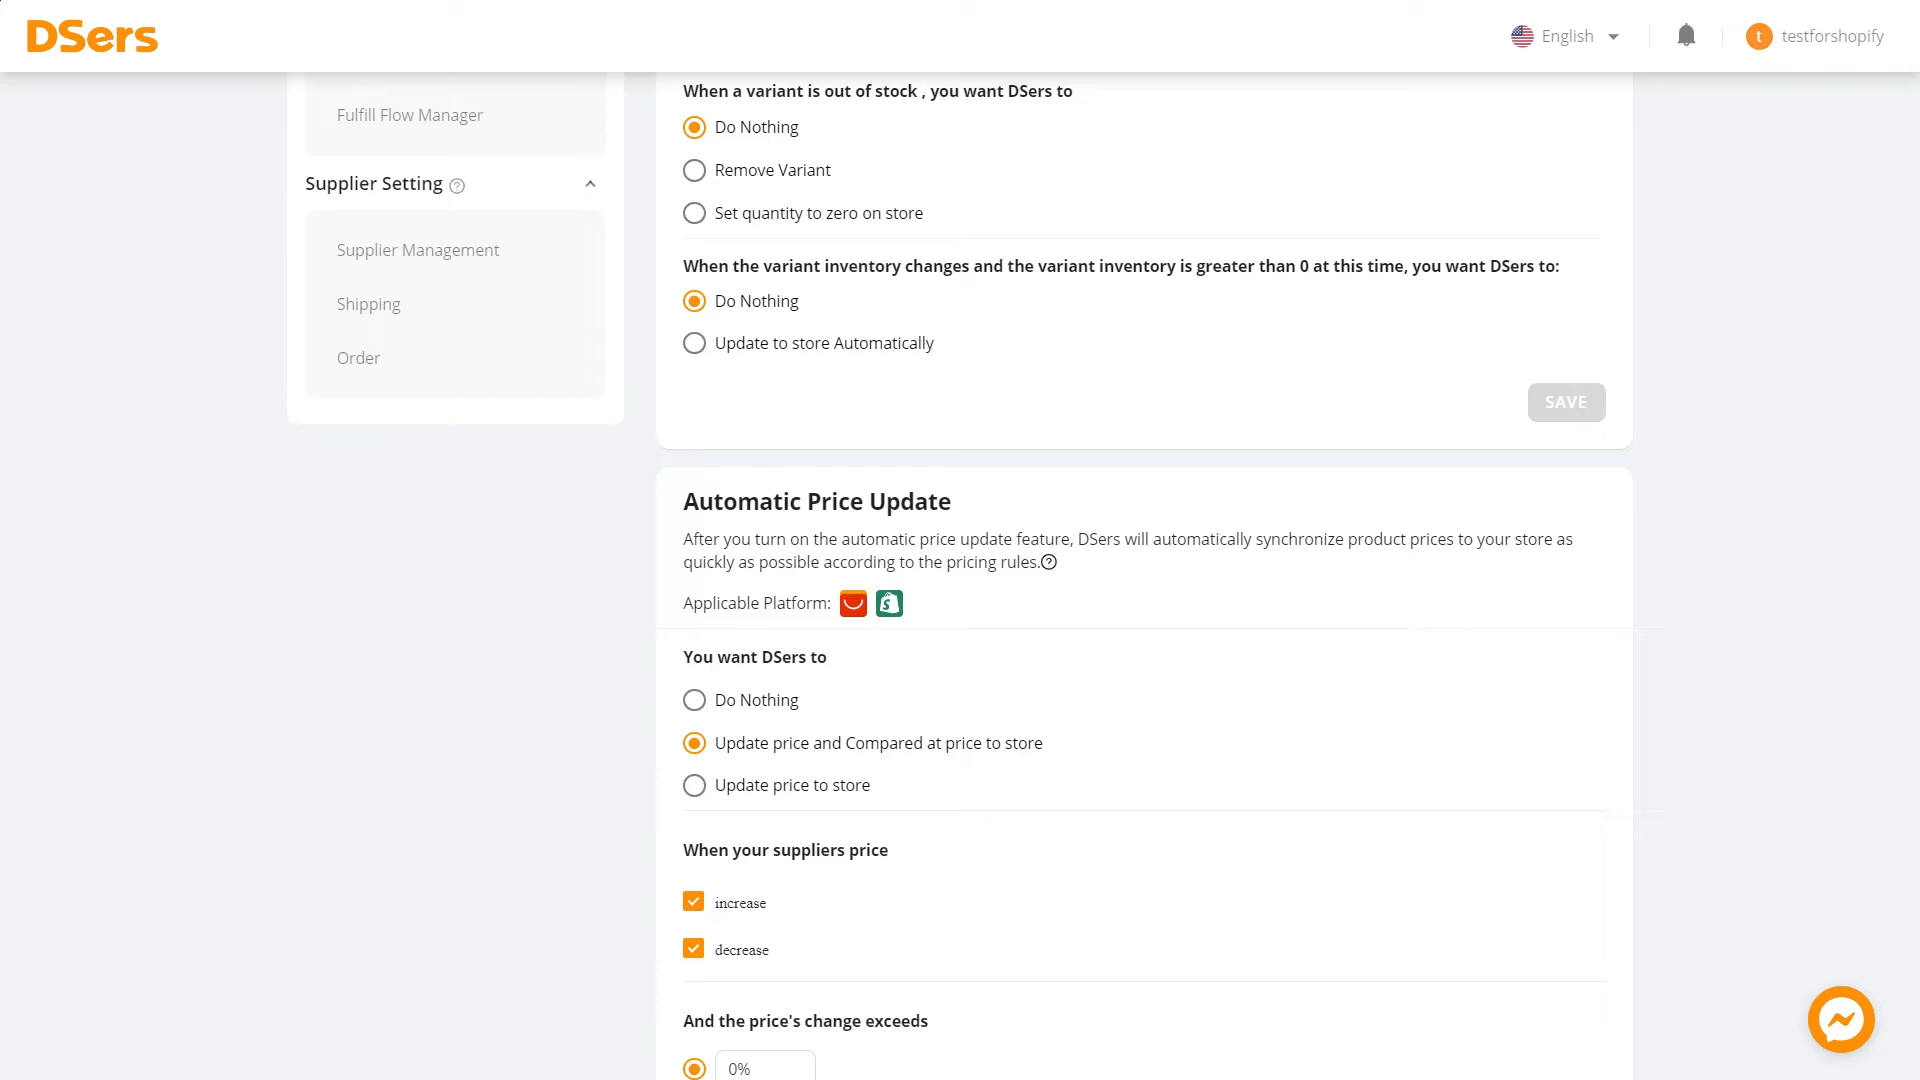 DSers
English
t
testforshopify
Fulfill Flow Manager
Supplier Setting ?
Supplier Management
Shipping
Order
When a variant is out of stock , you want DSers to
Do Nothing
Remove Variant
Set quantity to zero on store
When the variant inventory changes and the variant inventory is greater than 0 at this time, you want DSers to:
Do Nothing
Update to store Automatically
SAVE
Automatic Price Update
After you turn on the automatic price update feature, DSers will automatically synchronize product prices to your store as
quickly as possible according to the pricing rules.?
Applicable Platform:
You want DSers to
Do Nothing
Update price and Compared at price to store
Update price to store
When your suppliers price
increase
decrease
And the price's change exceeds
0%